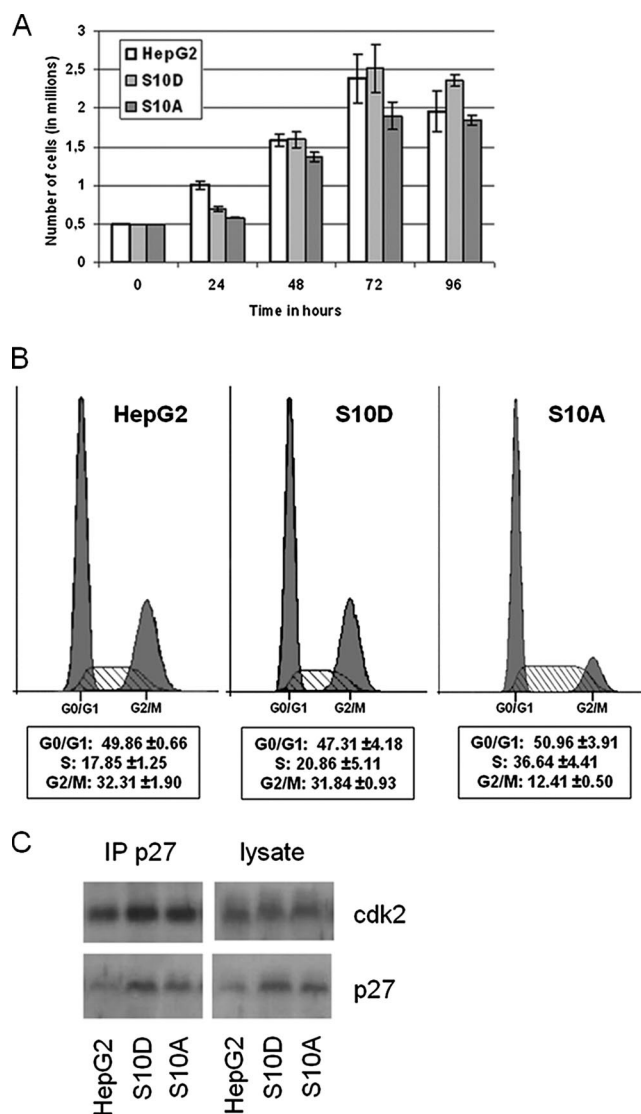 A
Number of cells (in millions)
3
2,5
2
1,5
1
0,5
0
HepG2
S10D
S10A
0 24 48 72 96
Time in hours
B
HepG2 S10D S10A
G0/G1 G2/M G0/G1 G2/M G0/G1 G2/M
G0/G1: 49.86 ±0.66
S: 17.85 ±1.25
G2/M: 32.31 ±1.90
G0/G1: 47.31 ±4.18
S: 20.86 ±5.11
G2/M: 31.84 ±0.93
G0/G1: 50.96 ±3.91
S: 36.64 ±4.41
G2/M: 12.41 ±0.50
C
IP p27 lysate
cdk2
p27
HepG2 S10D S10A HepG2 S10D S10A